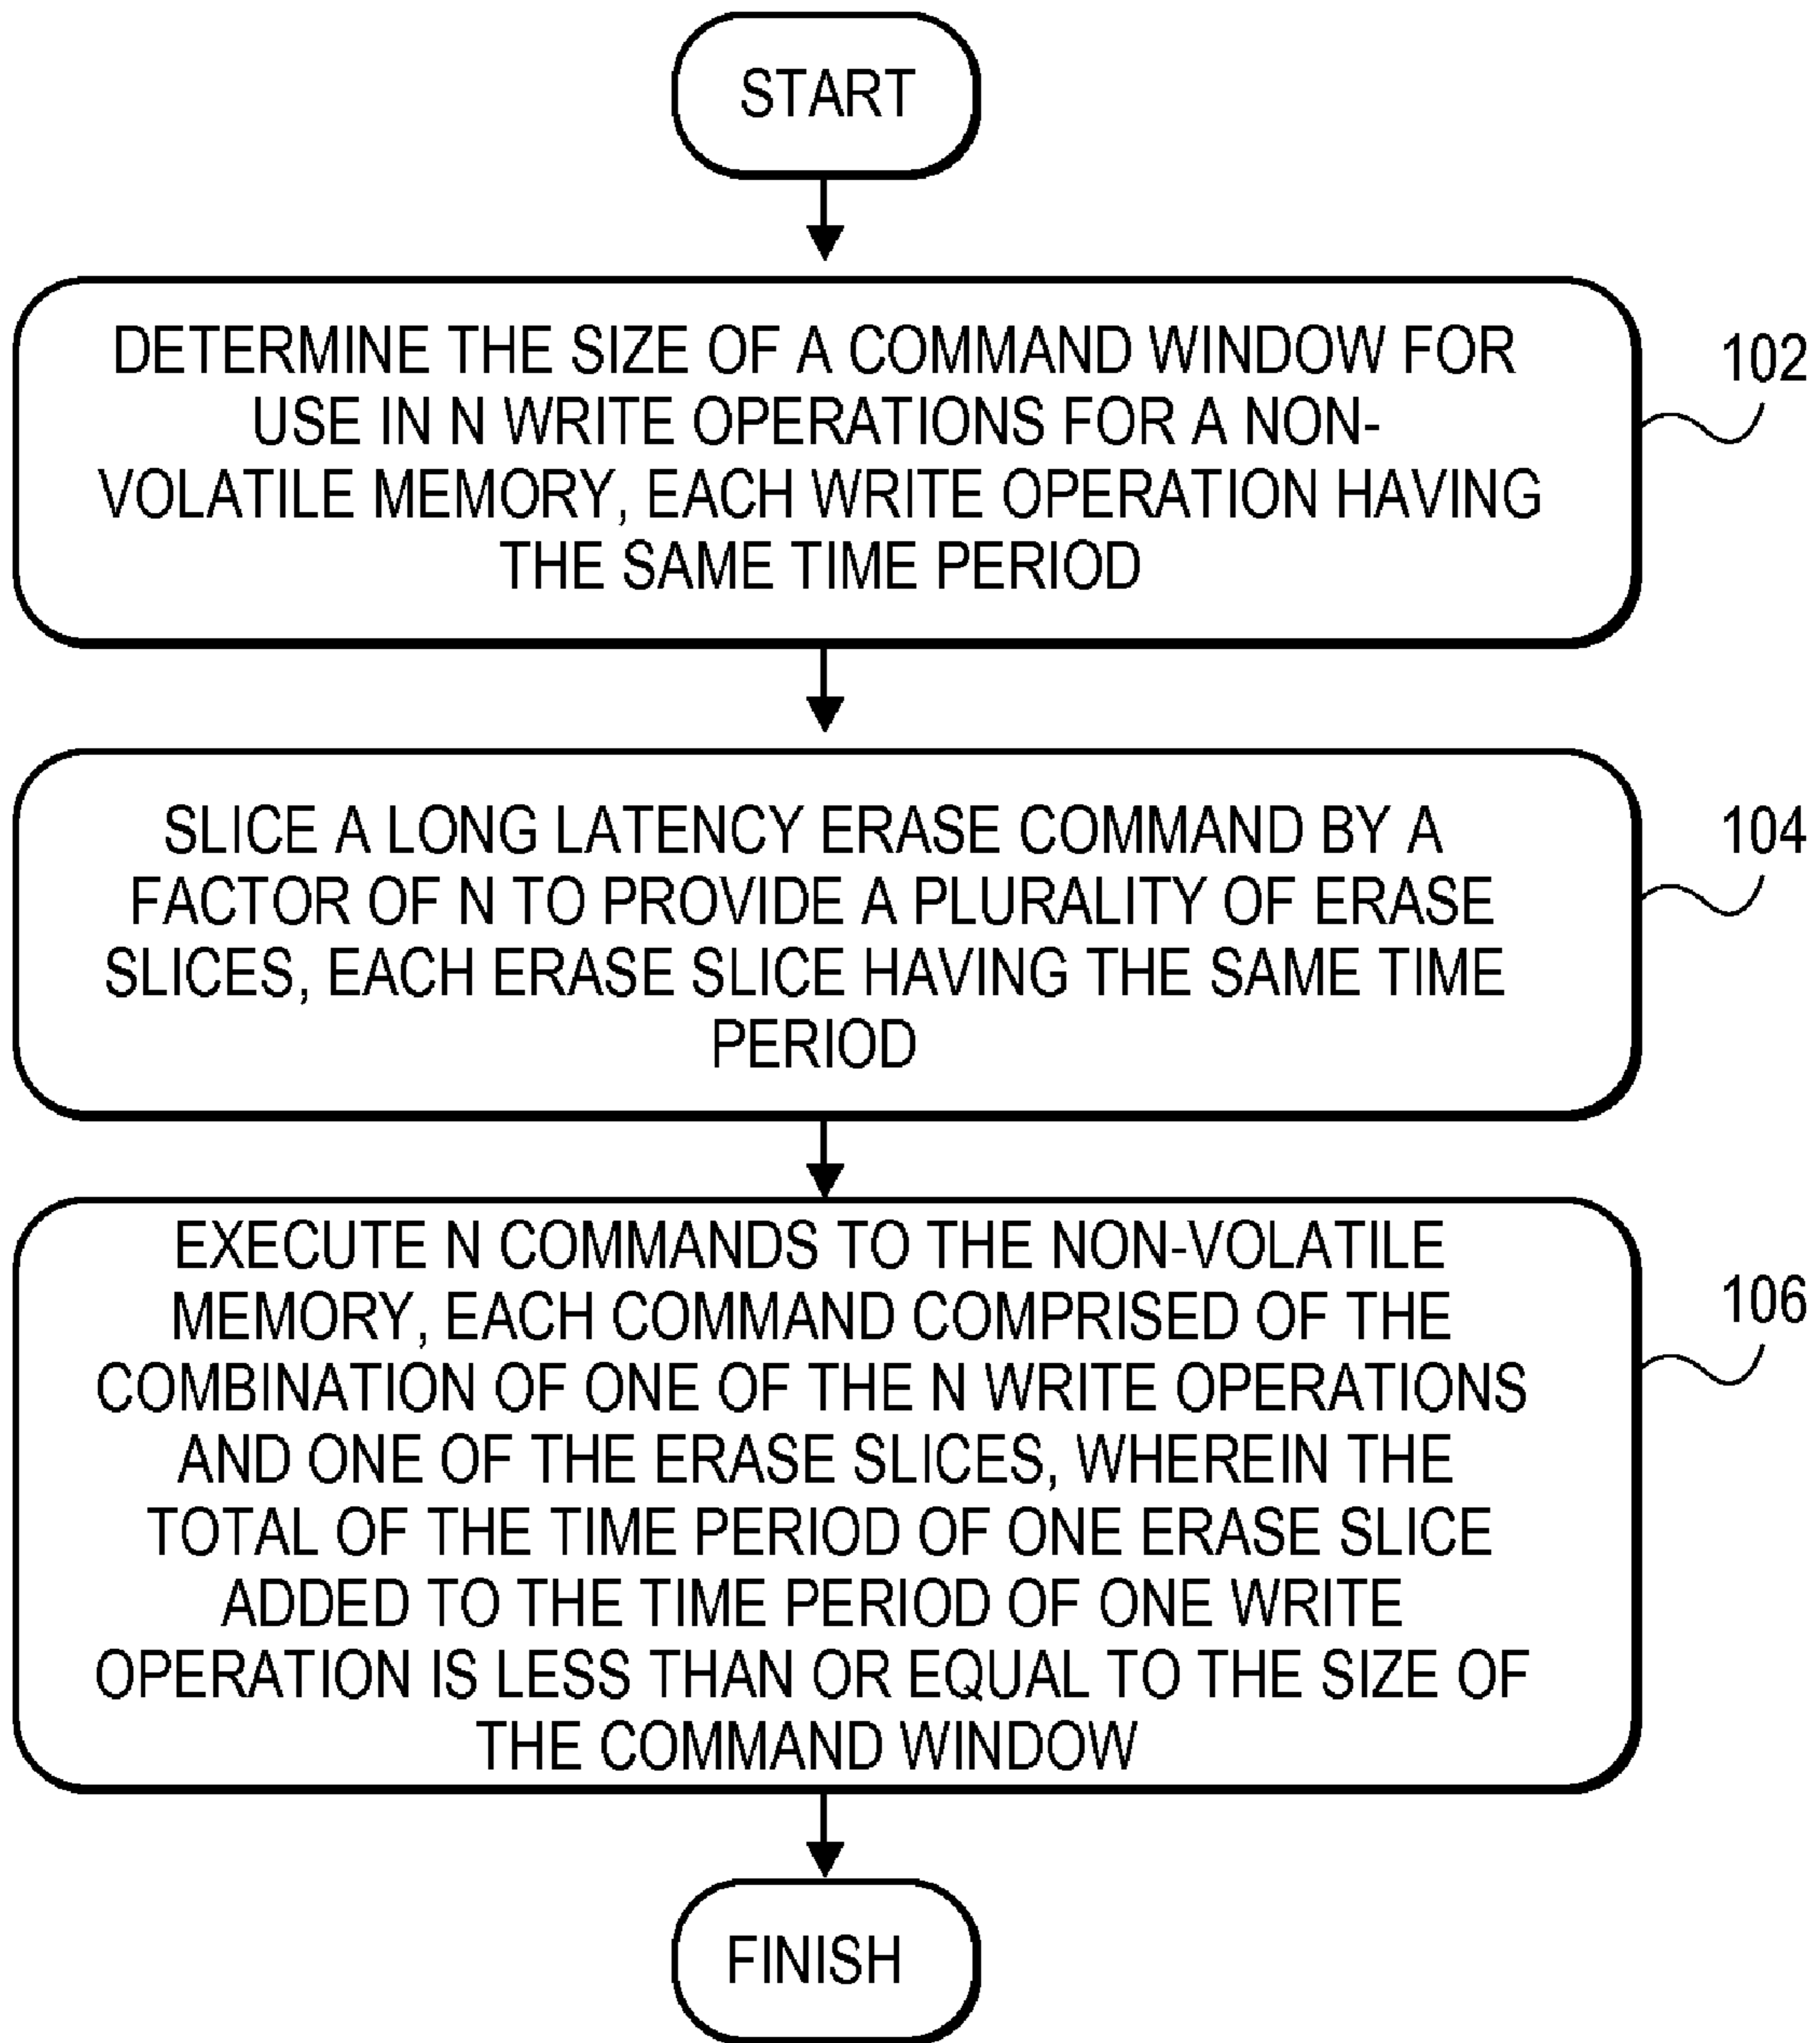 START
DETERMINE THE SIZE OF A COMMAND WINDOW FOR
USE IN N WRITE OPERATIONS FOR A NON-
VOLATILE MEMORY, EACH WRITE OPERATION HAVING
THE SAME TIME PERIOD
102
SLICE A LONG LATENCY ERASE COMMAND BY A
FACTOR OF N TO PROVIDE A PLURALITY OF ERASE
SLICES, EACH ERASE SLICE HAVING THE SAME TIME
PERIOD
104
EXECUTE N COMMANDS TO THE NON-VOLATILE
MEMORY, EACH COMMAND COMPRISED OF THE
COMBINATION OF ONE OF THE N WRITE OPERATIONS
AND ONE OF THE ERASE SLICES, WHEREIN THE
TOTAL OF THE TIME PERIOD OF ONE ERASE SLICE
ADDED TO THE TIME PERIOD OF ONE WRITE
OPERATION IS LESS THAN OR EQUAL TO THE SIZE OF
THE COMMAND WINDOW
106
FINISH